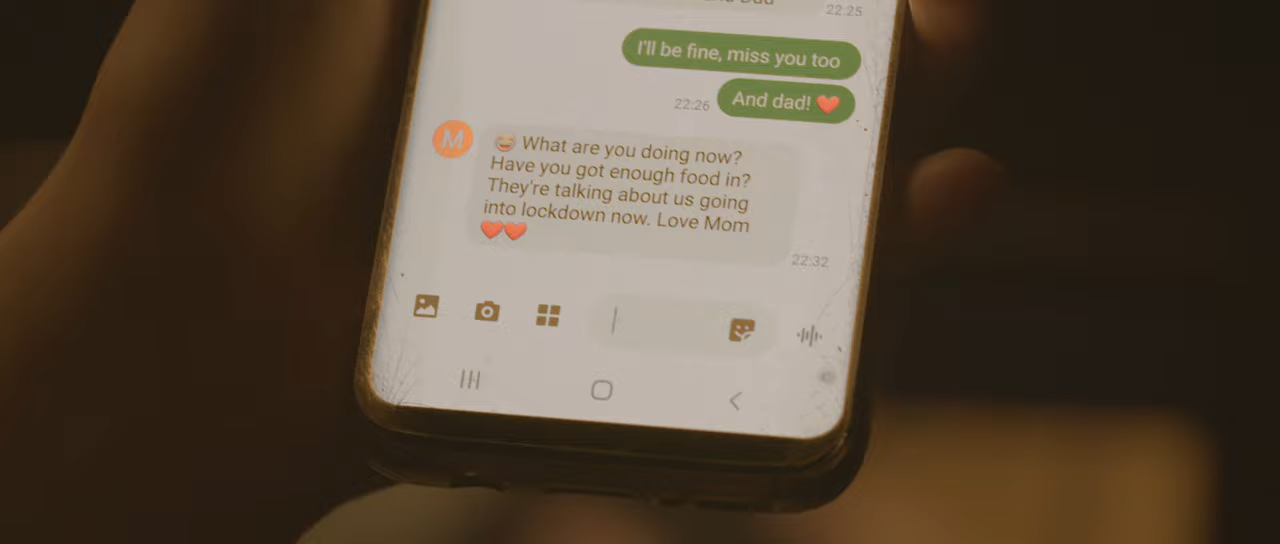 22:25
I'll be fine, miss you too
And dad! ❤️
22:26
M
😅 What are you doing now?
Have you got enough food in?
They're talking about us going
into lockdown now. Love Mom
❤️❤️
22:32